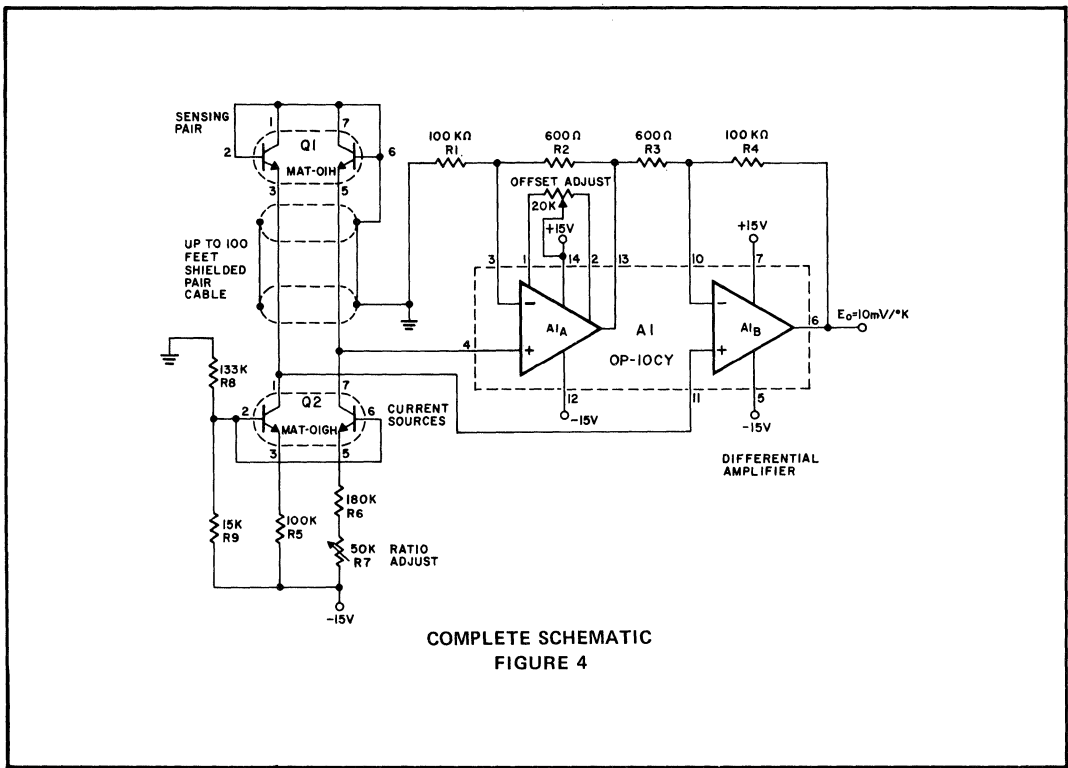 SENSING
PAIR
1
7
2
Q1
6
MAT-01H
3
5
UP TO 100
FEET
SHIELDED
PAIR
CABLE
100 KΩ
R1
600Ω
R2
600Ω
R3
100 KΩ
R4
OFFSET ADJUST
20K
+15V
+15V
3
1
14
2
13
10
7
−
A1A
+
A1
OP-10CY
−
A1B
+
6
Eo=10mV/°K
4
12
-15V
11
5
-15V
133K
R8
1
7
2
Q2
6
MAT-01GH
3
5
CURRENT
SOURCES
DIFFERENTIAL
AMPLIFIER
15K
R9
100K
R5
180K
R6
50K
R7
RATIO
ADJUST
-15V
COMPLETE SCHEMATIC
FIGURE 4